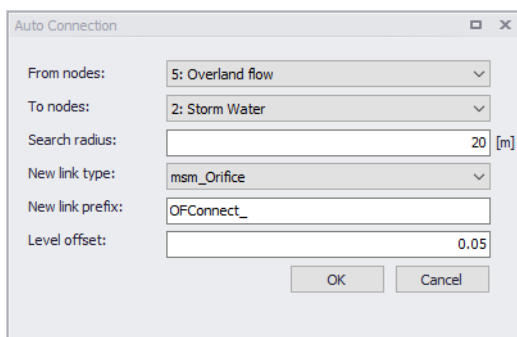 Auto Connection
From nodes: 5: Overland flow
To nodes: 2: Storm Water
Search radius: 20 [m]
New link type: msm_Orifice
New link prefix: OFConnect_
Level offset: 0.05
OK Cancel